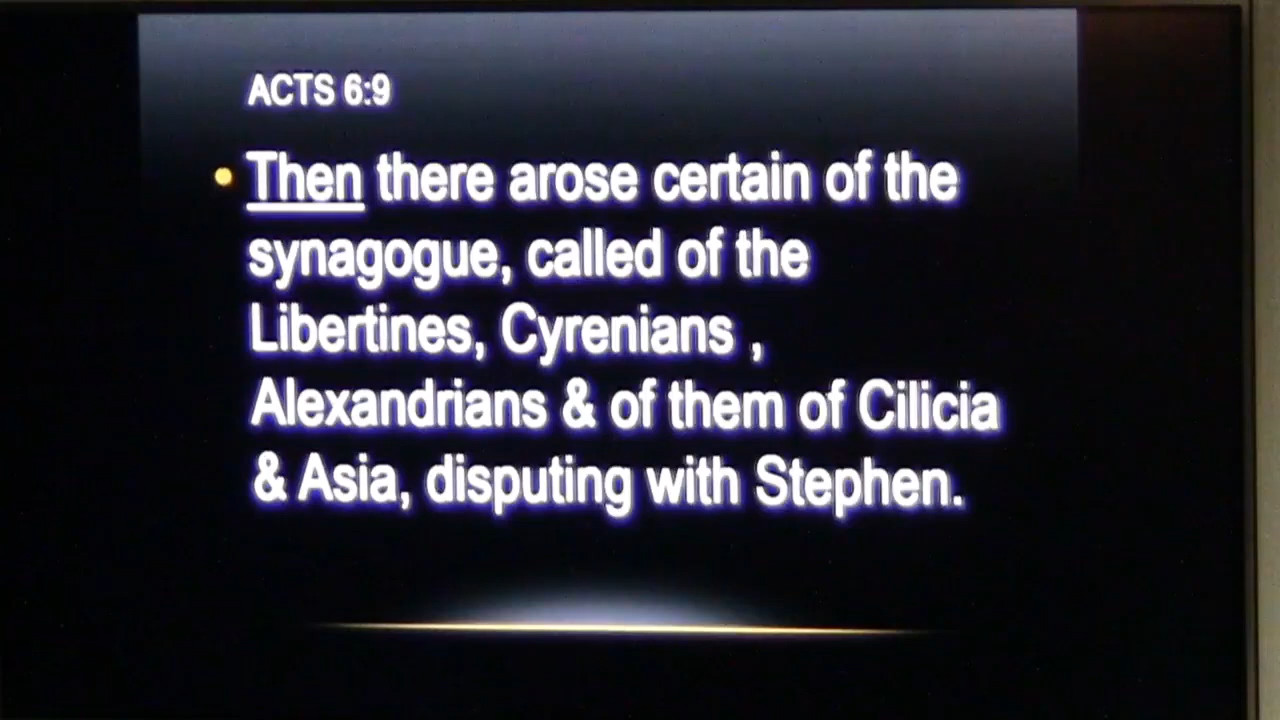 ACTS 6:9
• Then there arose certain of the
synagogue, called of the
Libertines, Cyrenians ,
Alexandrians & of them of Cilicia
& Asia, disputing with Stephen.